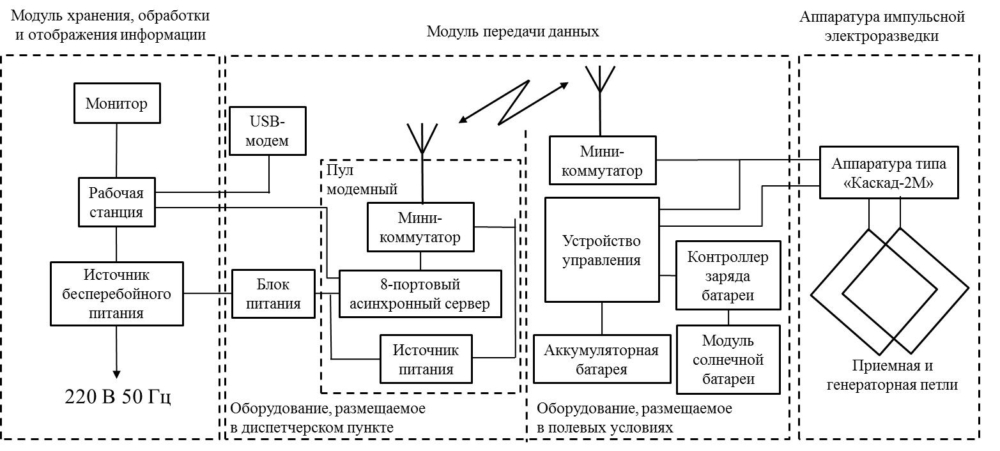 Модуль хранения, обработки
и отображения информации
Модуль передачи данных
Аппаратура импульсной
электроразведки
Монитор
USB-
модем
Рабочая
станция
Источник
бесперебойного
питания
220 В 50 Гц
Блок
питания
Пул
модемный
Мини-
коммутатор
8-портовый
асинхронный сервер
Источник
питания
Оборудование, размещаемое
в диспетчерском пункте
Мини-
коммутатор
Устройство
управления
Контроллер
заряда
батареи
Аккумуляторная
батарея
Модуль
солнечной
батареи
Оборудование, размещаемое
в полевых условиях
Аппаратура типа
«Каскад-2М»
Приемная и
генераторная петли